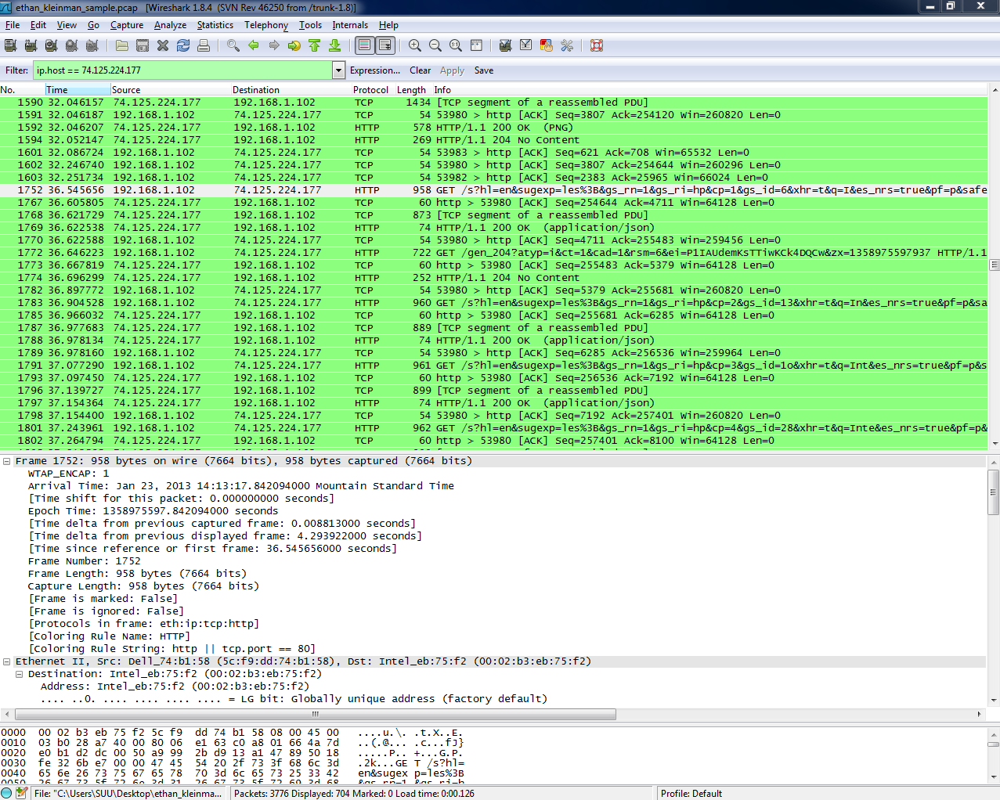 ethan_kleinman_sample.pcap [Wireshark 1.8.4 (SVN Rev 46250 from /trunk-1.8)]
File Edit View Go Capture Analyze Statistics Telephony Tools Internals Help
Filter: ip.host == 74.125.224.177 Expression... Clear Apply Save
No. Time Source Destination Protocol Length Info
1590 32.046157 74.125.224.177 192.168.1.102 TCP 1434 [TCP segment of a reassembled PDU]
1591 32.046187 192.168.1.102 74.125.224.177 TCP 54 53980 > http [ACK] Seq=3807 Ack=254120 Win=260820 Len=0
1592 32.046207 74.125.224.177 192.168.1.102 HTTP 578 HTTP/1.1 200 OK (PNG)
1594 32.052147 74.125.224.177 192.168.1.102 HTTP 269 HTTP/1.1 204 No Content
1601 32.086724 192.168.1.102 74.125.224.177 TCP 54 53983 > http [ACK] Seq=621 Ack=708 Win=65532 Len=0
1602 32.246740 192.168.1.102 74.125.224.177 TCP 54 53980 > http [ACK] Seq=3807 Ack=254644 Win=260296 Len=0
1603 32.251734 192.168.1.102 74.125.224.177 TCP 54 53982 > http [ACK] Seq=2383 Ack=25965 Win=66024 Len=0
1752 36.545656 192.168.1.102 74.125.224.177 HTTP 958 GET /s?hl=en&sugexp=les%3B&gs_rn=1&gs_ri=hp&cp=1&gs_id=6&xhr=t&q=I&es_nrs=true&pf=p&safe
1767 36.605805 74.125.224.177 192.168.1.102 TCP 60 http > 53980 [ACK] Seq=254644 Ack=4711 Win=64128 Len=0
1768 36.621729 74.125.224.177 192.168.1.102 TCP 873 [TCP segment of a reassembled PDU]
1769 36.622538 74.125.224.177 192.168.1.102 HTTP 74 HTTP/1.1 200 OK (application/json)
1770 36.622588 192.168.1.102 74.125.224.177 TCP 54 53980 > http [ACK] Seq=4711 Ack=255483 Win=259456 Len=0
1772 36.646223 192.168.1.102 74.125.224.177 HTTP 722 GET /gen_204?atyp=i&ct=1&cad=1&rsm=6&ei=P1IAUdemKsTTiwKCk4DQCw&zx=1358975597937 HTTP/1.1
1773 36.667819 74.125.224.177 192.168.1.102 TCP 60 http > 53980 [ACK] Seq=255483 Ack=5379 Win=64128 Len=0
1774 36.696299 74.125.224.177 192.168.1.102 HTTP 252 HTTP/1.1 204 No Content
1782 36.897772 192.168.1.102 74.125.224.177 TCP 54 53980 > http [ACK] Seq=5379 Ack=255681 Win=260820 Len=0
1783 36.904528 192.168.1.102 74.125.224.177 HTTP 960 GET /s?hl=en&sugexp=les%3B&gs_rn=1&gs_ri=hp&cp=2&gs_id=13&xhr=t&q=In&es_nrs=true&pf=p&sa
1785 36.966032 74.125.224.177 192.168.1.102 TCP 60 http > 53980 [ACK] Seq=255681 Ack=6285 Win=64128 Len=0
1787 36.977683 74.125.224.177 192.168.1.102 TCP 889 [TCP segment of a reassembled PDU]
1788 36.978134 74.125.224.177 192.168.1.102 HTTP 74 HTTP/1.1 200 OK (application/json)
1789 36.978160 192.168.1.102 74.125.224.177 TCP 54 53980 > http [ACK] Seq=6285 Ack=256536 Win=259964 Len=0
1791 37.077290 192.168.1.102 74.125.224.177 HTTP 961 GET /s?hl=en&sugexp=les%3B&gs_rn=1&gs_ri=hp&cp=3&gs_id=1o&xhr=t&q=Int&es_nrs=true&pf=p&s
1793 37.097450 74.125.224.177 192.168.1.102 TCP 60 http > 53980 [ACK] Seq=256536 Ack=7192 Win=64128 Len=0
1796 37.139727 74.125.224.177 192.168.1.102 TCP 899 [TCP segment of a reassembled PDU]
1797 37.154364 74.125.224.177 192.168.1.102 HTTP 74 HTTP/1.1 200 OK (application/json)
1798 37.154400 192.168.1.102 74.125.224.177 TCP 54 53980 > http [ACK] Seq=7192 Ack=257401 Win=260820 Len=0
1801 37.243961 192.168.1.102 74.125.224.177 HTTP 962 GET /s?hl=en&sugexp=les%3B&gs_rn=1&gs_ri=hp&cp=4&gs_id=28&xhr=t&q=Inte&es_nrs=true&pf=p&
1802 37.264794 74.125.224.177 192.168.1.102 TCP 60 http > 53980 [ACK] Seq=257401 Ack=8100 Win=64128 Len=0
Frame 1752: 958 bytes on wire (7664 bits), 958 bytes captured (7664 bits)
WTAP_ENCAP: 1
Arrival Time: Jan 23, 2013 14:13:17.842094000 Mountain Standard Time
[Time shift for this packet: 0.000000000 seconds]
Epoch Time: 1358975597.842094000 seconds
[Time delta from previous captured frame: 0.008813000 seconds]
[Time delta from previous displayed frame: 4.293922000 seconds]
[Time since reference or first frame: 36.545656000 seconds]
Frame Number: 1752
Frame Length: 958 bytes (7664 bits)
Capture Length: 958 bytes (7664 bits)
[Frame is marked: False]
[Frame is ignored: False]
[Protocols in frame: eth:ip:tcp:http]
[Coloring Rule Name: HTTP]
[Coloring Rule String: http || tcp.port == 80]
Ethernet II, Src: Dell_74:b1:58 (5c:f9:dd:74:b1:58), Dst: Intel_eb:75:f2 (00:02:b3:eb:75:f2)
Destination: Intel_eb:75:f2 (00:02:b3:eb:75:f2)
Address: Intel_eb:75:f2 (00:02:b3:eb:75:f2)
.... ..0. .... .... .... .... = LG bit: Globally unique address (factory default)
0000 00 02 b3 eb 75 f2 5c f9 dd 74 b1 58 08 00 45 00 ....u.\. .t.X..E.
0010 03 b0 28 a7 40 00 80 06 e1 63 c0 a8 01 66 4a 7d ..(.@... .c...fJ}
0020 e0 b1 d2 dc 00 50 a9 99 2b d9 13 a1 47 89 50 18 .....P.. +...G.P.
0030 fe 32 6b e7 00 00 47 45 54 20 2f 73 3f 68 6c 3d .2k...GE T /s?hl=
0040 65 6e 26 73 75 67 65 78 70 3d 6c 65 73 25 33 42 en&sugex p=les%3B
0050 26 67 73 5f 72 6e 3d 31 26 67 73 5f 72 69 3d 68 &gs_rn=1 &gs_ri=h
File: "C:\Users\SUU\Desktop\ethan_kleinma... Packets: 3776 Displayed: 704 Marked: 0 Load time: 0:00.126 Profile: Default